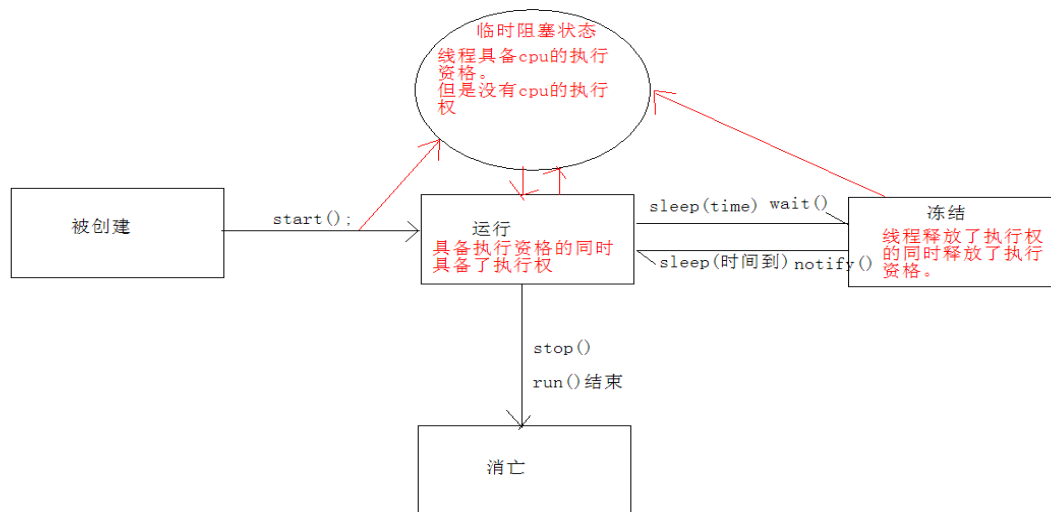 临时阻塞状态
线程具备cpu的执行
资格。
但是没有cpu的执行
权
被创建
start();
运行
具备执行资格的同时
具备了执行权
sleep(time) wait()
sleep(时间到) notify()
冻结
线程释放了执行权
的同时释放了执行
资格。
stop()
run()结束
消亡